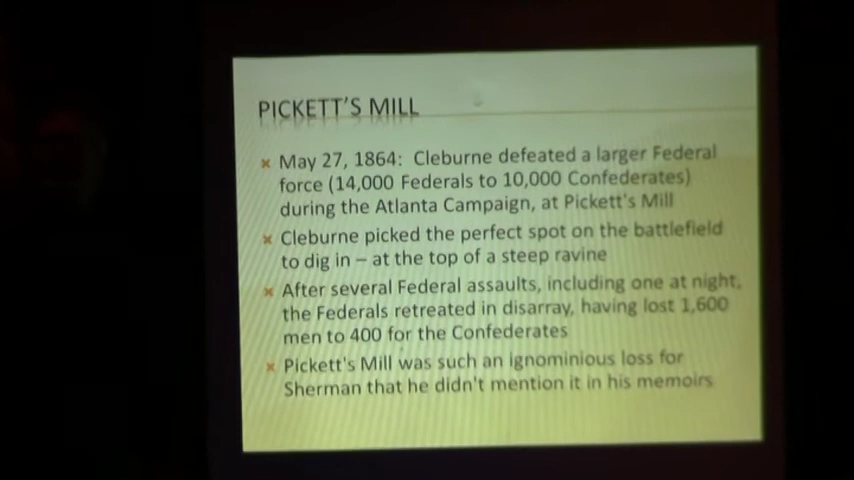 PICKETT'S MILL
May 27, 1864: Cleburne defeated a larger Federal
force (14,000 Federals to 10,000 Confederates)
during the Atlanta Campaign, at Pickett's Mill
Cleburne picked the perfect spot on the battlefield
to dig in – at the top of a steep ravine
After several Federal assaults, including one at night,
the Federals retreated in disarray, having lost 1,600
men to 400 for the Confederates
Pickett's Mill was such an ignominious loss for
Sherman that he didn't mention it in his memoirs